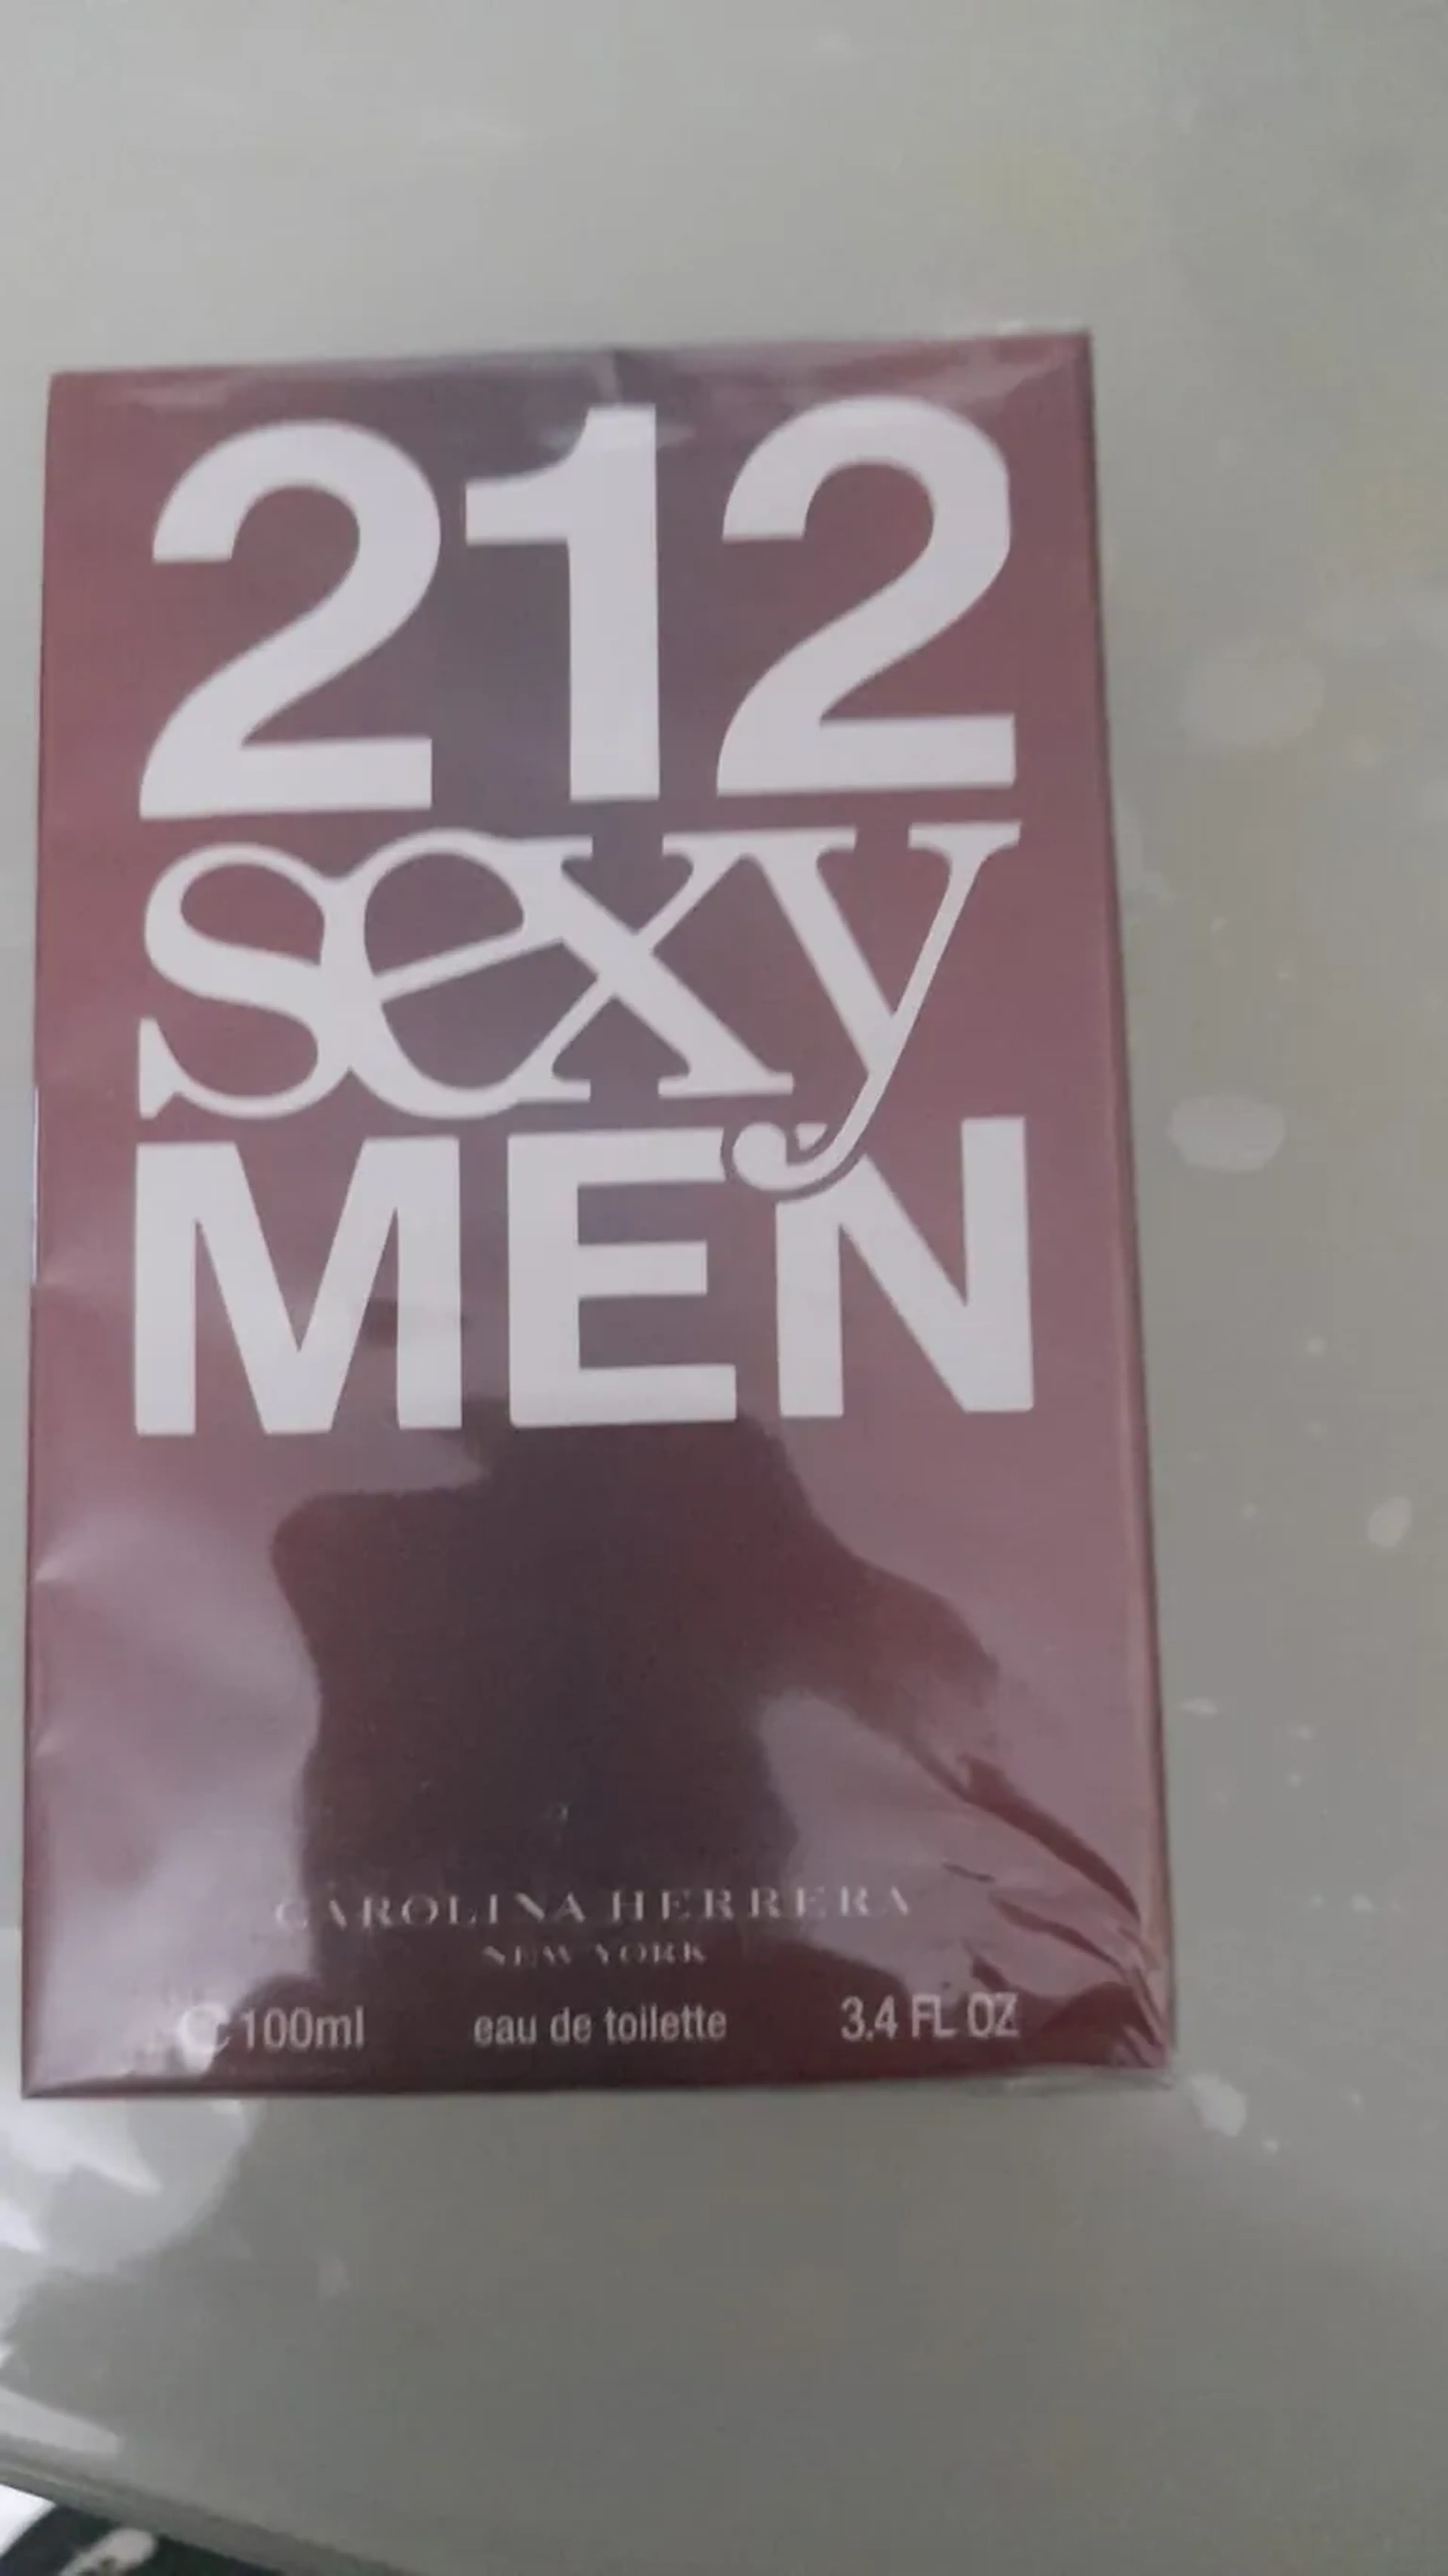 212
sexy
MEN
CAROLINA HERRERA
NEW YORK
100ml eau de toilette 3.4 FL OZ